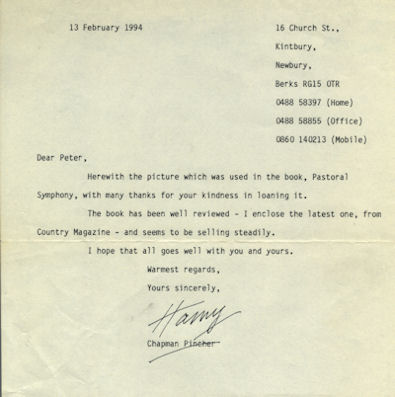 13 February 1994
16 Church St.,
Kintbury,
Newbury,
Berks RG15 0TR
0488 58397 (Home)
0488 58855 (Office)
0860 140213 (Mobile)
Dear Peter,
Herewith the picture which was used in the book, Pastoral
Symphony, with many thanks for your kindness in loaning it.
The book has been well reviewed - I enclose the latest one, from
Country Magazine - and seems to be selling steadily.
I hope that all goes well with you and yours.
Warmest regards,
Yours sincerely,
Harry
Chapman Pincher